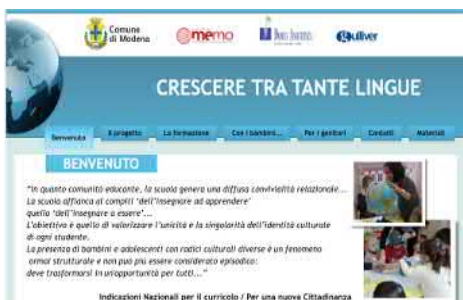 Comune
di Modena
memo
gulliver
CRESCERE TRA TANTE LINGUE
Benvenuto Il progetto La formazione Con i bambini... Per i genitori Contatti Materiali
BENVENUTO
"In quanto comunità educante, la scuola genera una diffusa convivialità relazionale...
La scuola affianca al compiti 'dell'insegnare ad apprendere'
quello 'dell'insegnare a essere'...
L'obiettivo è quello di valorizzare l'unicità e la singolarità dell'identità culturale
di ogni studente.
La presenza di bambini e adolescenti con radici culturali diverse è un fenomeno
ormai strutturale e non può più essere considerato episodico:
deve trasformarsi in un'opportunità per tutti..."
Indicazioni Nazionali per il curricolo / Per una nuova Cittadinanza